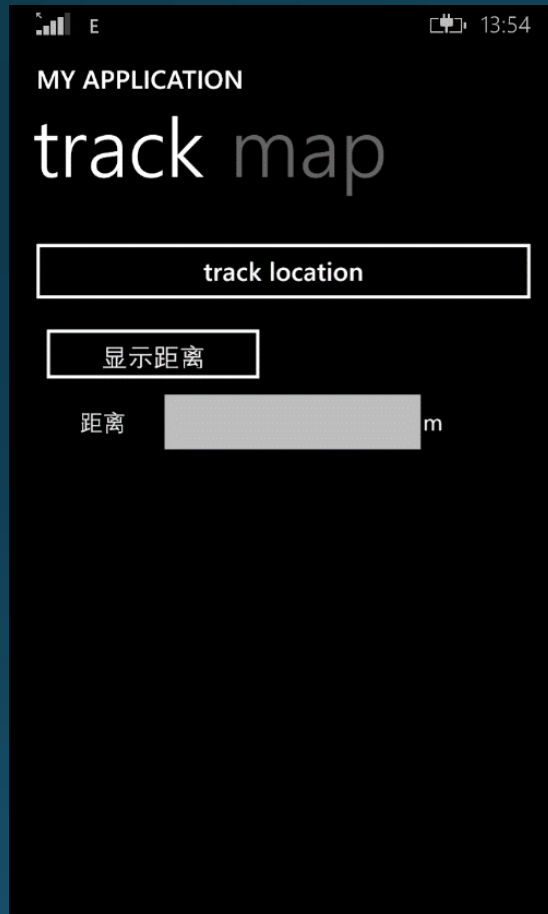 E 13:54
MY APPLICATION
track map
track location
显示距离
距离 m